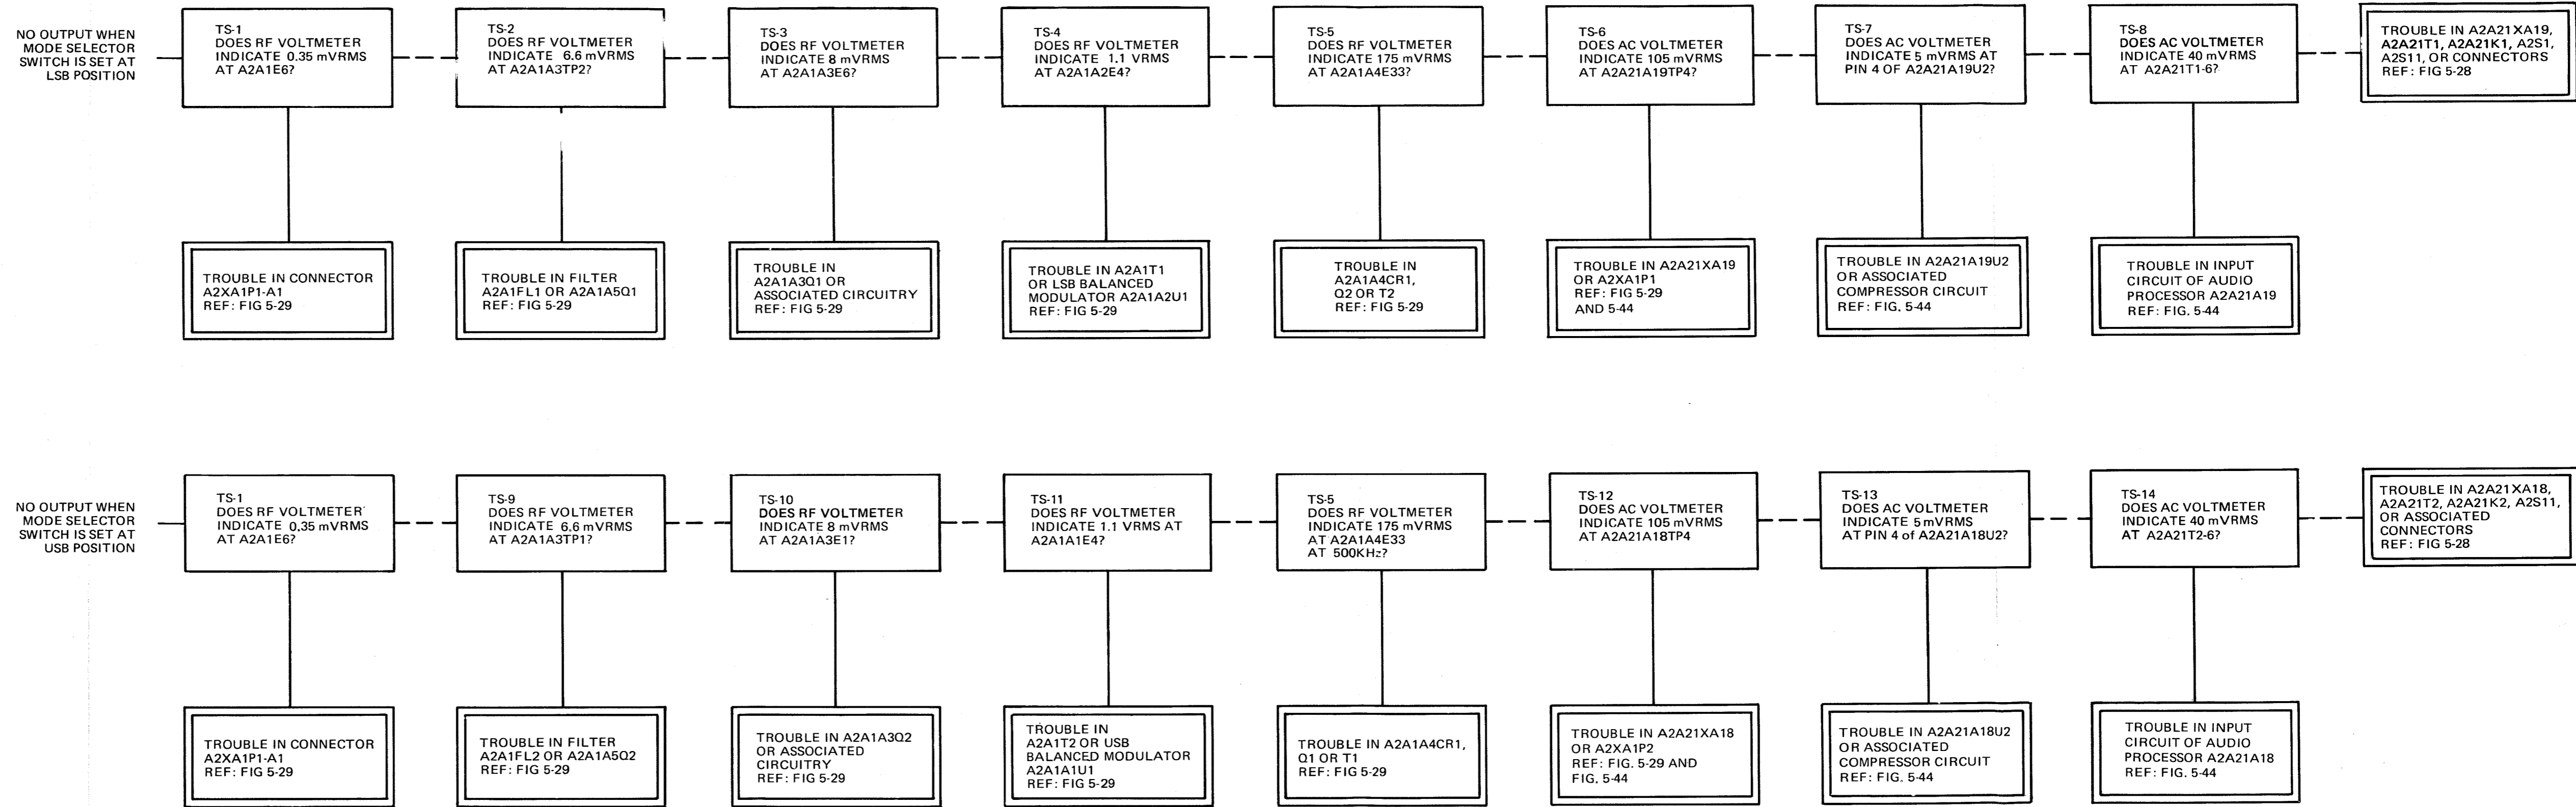 NO OUTPUT WHEN
MODE SELECTOR
SWITCH IS SET AT
LSB POSITION
TS-1
DOES RF VOLTMETER
INDICATE 0.35 mVRMS
AT A2A1E6?
TS-2
DOES RF VOLTMETER
INDICATE 6.6 mVRMS
AT A2A1A3TP2?
TS-3
DOES RF VOLTMETER
INDICATE 8 mVRMS
AT A2A1A3E6?
TS-4
DOES RF VOLTMETER
INDICATE 1.1 VRMS
AT A2A1A2E4?
TS-5
DOES RF VOLTMETER
INDICATE 175 mVRMS
AT A2A1A4E33?
TS-6
DOES AC VOLTMETER
INDICATE 105 mVRMS
AT A2A21A19TP4?
TS-7
DOES AC VOLTMETER
INDICATE 5 mVRMS AT
PIN 4 OF A2A21A19U2?
TS-8
DOES AC VOLTMETER
INDICATE 40 mVRMS
AT A2A21T1-6?
TROUBLE IN A2A21XA19,
A2A21T1, A2A21K1, A2S1,
A2S11, OR CONNECTORS
REF: FIG 5-28
TROUBLE IN CONNECTOR
A2XA1P1-A1
REF: FIG 5-29
TROUBLE IN FILTER
A2A1FL1 OR A2A1A5Q1
REF: FIG 5-29
TROUBLE IN
A2A1A3Q1 OR
ASSOCIATED CIRCUITRY
REF: FIG 5-29
TROUBLE IN A2A1T1
OR LSB BALANCED
MODULATOR A2A1A2U1
REF: FIG 5-29
TROUBLE IN
A2A1A4CR1,
Q2 OR T2
REF: FIG 5-29
TROUBLE IN A2A21XA19
OR A2XA1P1
REF: FIG 5-29
AND 5-44
TROUBLE IN A2A21A19U2
OR ASSOCIATED
COMPRESSOR CIRCUIT
REF: FIG. 5-44
TROUBLE IN INPUT
CIRCUIT OF AUDIO
PROCESSOR A2A21A19
REF: FIG. 5-44
NO OUTPUT WHEN
MODE SELECTOR
SWITCH IS SET AT
USB POSITION
TS-1
DOES RF VOLTMETER
INDICATE 0.35 mVRMS
AT A2A1E6?
TS-9
DOES RF VOLTMETER
INDICATE 6.6 mVRMS
AT A2A1A3TP1?
TS-10
DOES RF VOLTMETER
INDICATE 8 mVRMS
AT A2A1A3E1?
TS-11
DOES RF VOLTMETER
INDICATE 1.1 VRMS AT
A2A1A1E4?
TS-5
DOES RF VOLTMETER
INDICATE 175 mVRMS
AT A2A1A4E33
AT 500KHz?
TS-12
DOES AC VOLTMETER
INDICATE 105 mVRMS
AT A2A21A18TP4
TS-13
DOES AC VOLTMETER
INDICATE 5 mVRMS
AT PIN 4 of A2A21A18U2?
TS-14
DOES AC VOLTMETER
INDICATE 40 mVRMS
AT A2A21T2-6?
TROUBLE IN A2A21XA18,
A2A21T2, A2A21K2, A2S11,
OR ASSOCIATED
CONNECTORS
REF: FIG 5-28
TROUBLE IN CONNECTOR
A2XA1P1-A1
REF: FIG 5-29
TROUBLE IN FILTER
A2A1FL2 OR A2A1A5Q2
REF: FIG 5-29
TROUBLE IN A2A1A3Q2
OR ASSOCIATED
CIRCUITRY
REF: FIG 5-29
TROUBLE IN
A2A1T2 OR USB
BALANCED MODULATOR
A2A1A1U1
REF: FIG 5-29
TROUBLE IN A2A1A4CR1,
Q1 OR T1
REF: FIG 5-29
TROUBLE IN A2A21XA18
OR A2XA1P2
REF: FIG. 5-29 AND
FIG. 5-44
TROUBLE IN A2A21A18U2
OR ASSOCIATED
COMPRESSOR CIRCUIT
REF: FIG. 5-44
TROUBLE IN INPUT
CIRCUIT OF AUDIO
PROCESSOR A2A21A18
REF: FIG. 5-44